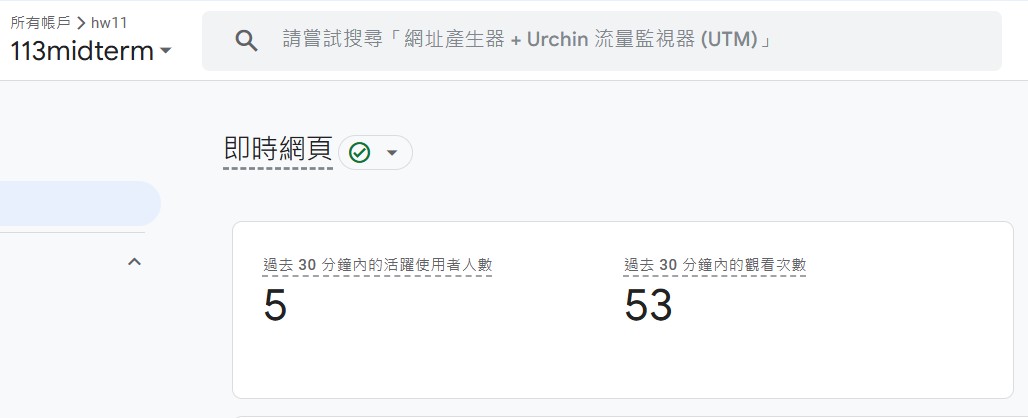 所有帳戶 > hw11
113midterm
請嘗試搜尋「網址產生器 + Urchin 流量監視器 (UTM)」
即時網頁
過去 30 分鐘內的活躍使用者人數
5
過去 30 分鐘內的觀看次數
53